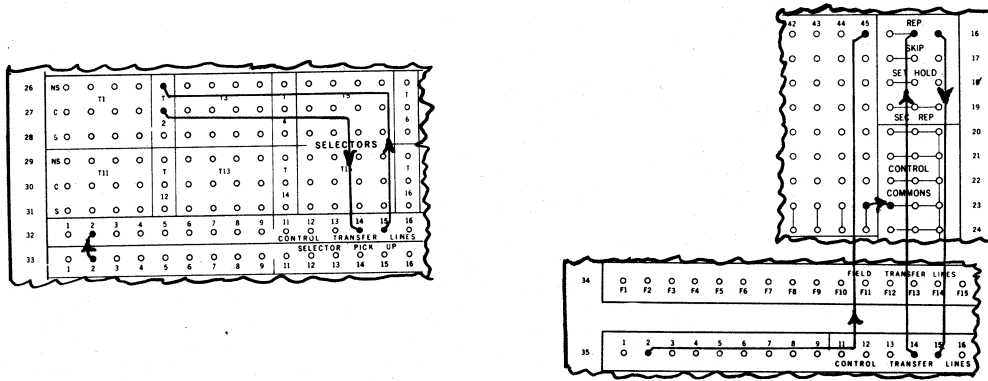 26 NS T1 T T3 T T5 T
27 C 2 4 6
28 S SELECTORS
29 NS T11 T T13 T T15 T
30 C 12 14 16
31 S
1 2 3 4 5 6 7 8 9 11 12 13 14 15 16
32 CONTROL TRANSFER LINES
SELECTOR PICK UP
33
1 2 3 4 5 6 7 8 9 11 12 13 14 15 16
42 43 44 45 REP. 16
SKIP 17
SET HOLD 18
19
SEC REP
20
21
CONTROL
22
COMMONS
23
24
FIELD TRANSFER LINES
34
F1 F2 F3 F4 F5 F6 F7 F8 F9 F10 F11 F12 F13 F14 F15
1 2 3 4 5 6 7 8 9 11 12 13 14 15 16
35
CONTROL TRANSFER LINES